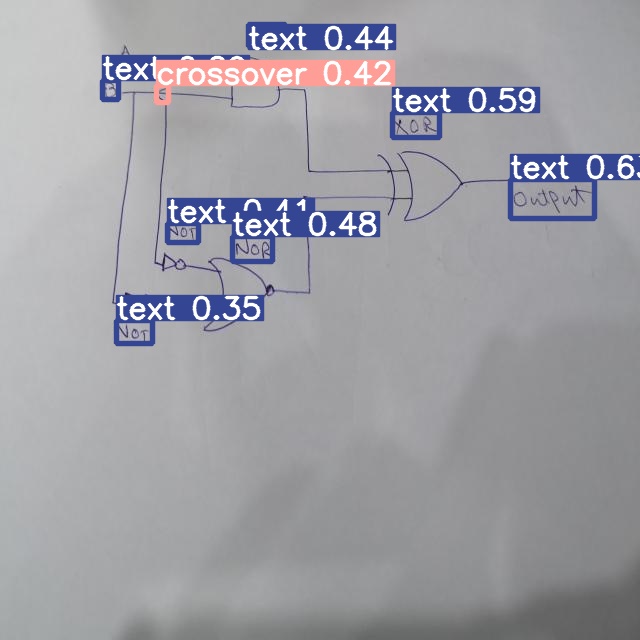 text 0.44
text
crossover 0.42
text 0.59
XOR
text 0.63
Output
text 0.41
NOT
text 0.48
NOR
text 0.35
NOT